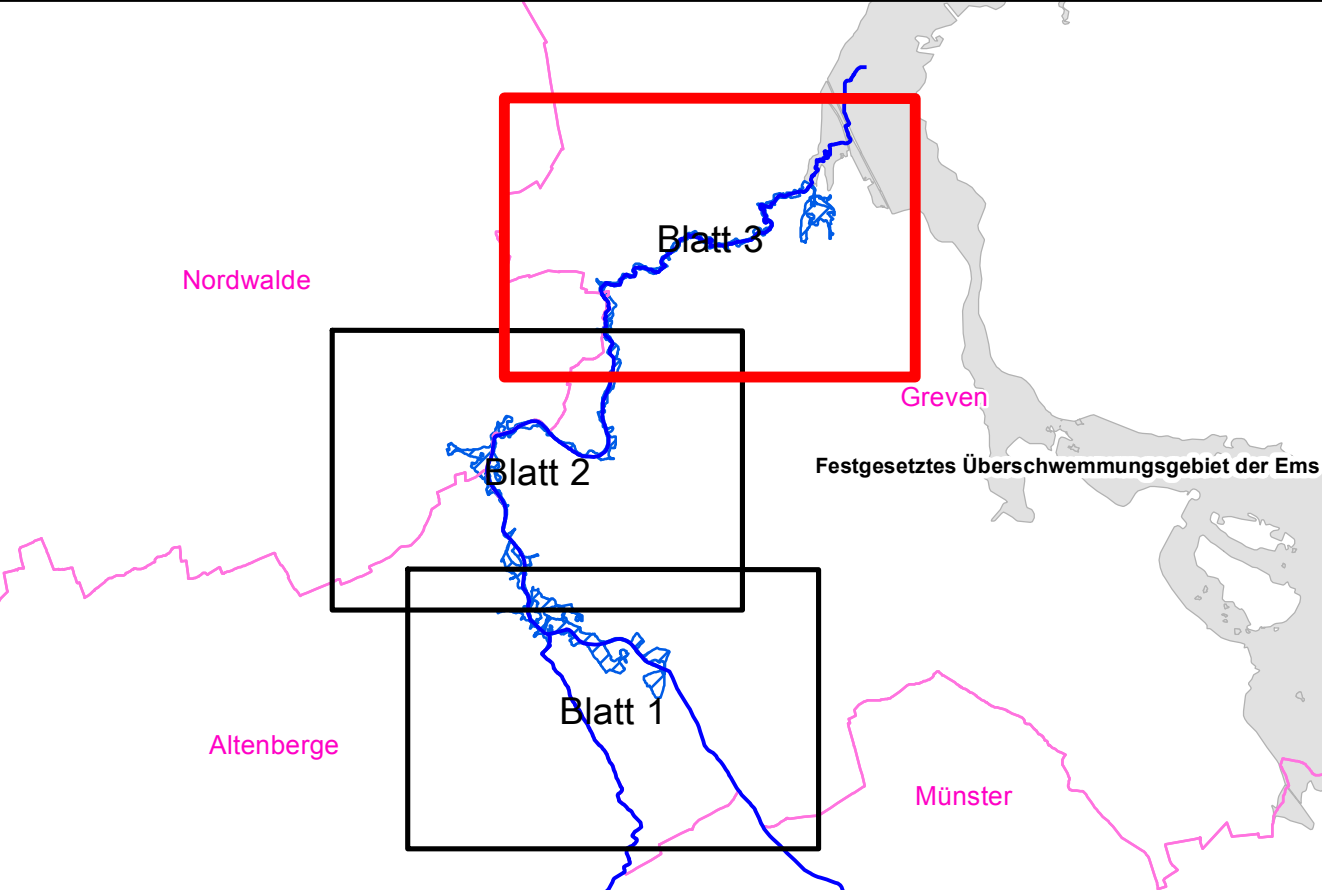 Blatt 3
Nordwalde
Greven
Festgesetztes Überschwemmungsgebiet der Ems
Blatt 2
Blatt 1
Altenberge
Münster